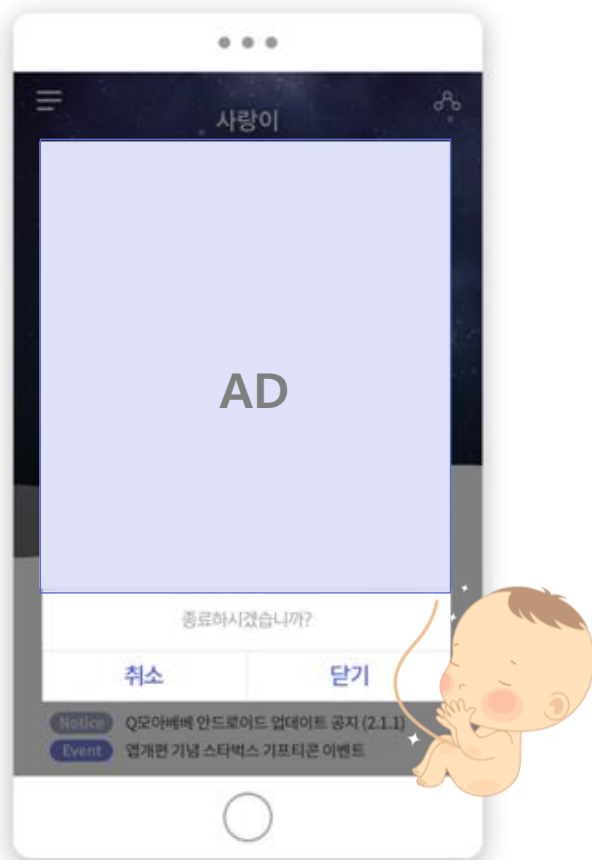 사랑이
AD
종료하시겠습니까?
취소 닫기
Notice Q모아베베 안드로이드 업데이트 공지 (2.1.1)
Event 앱개편 기념 스타벅스 기프티콘 이벤트